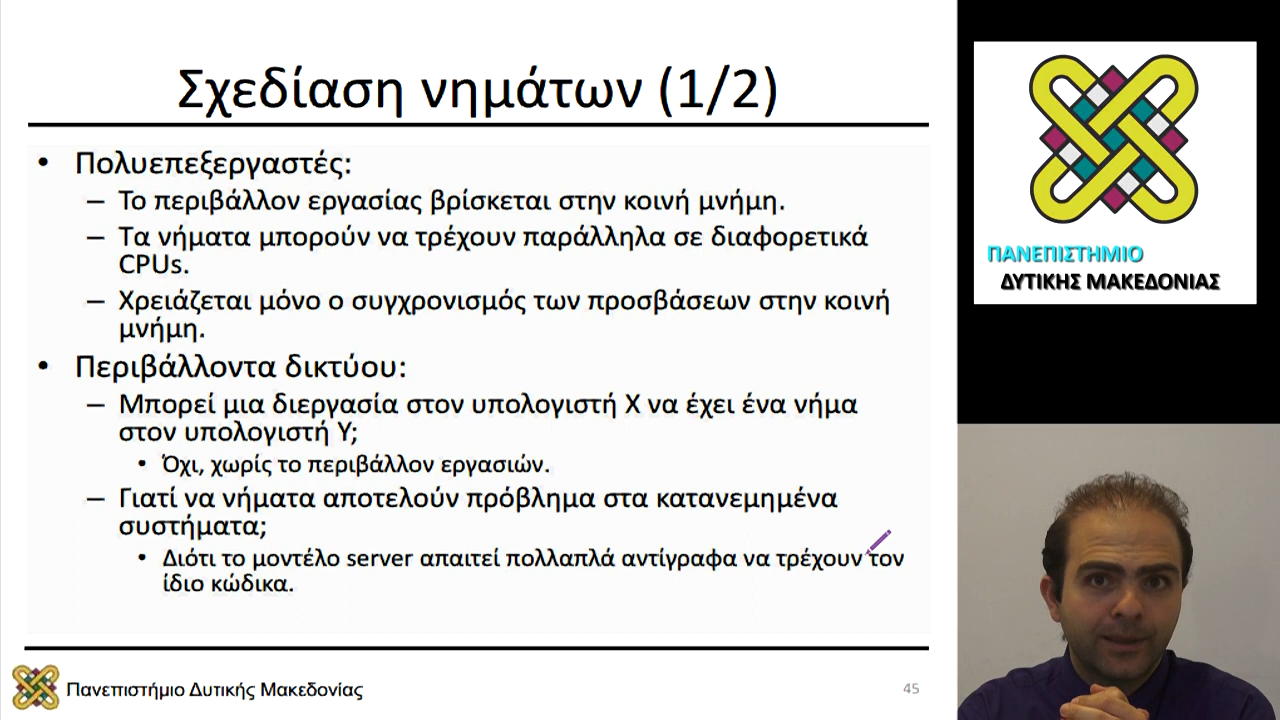 Σχεδίαση νημάτων (1/2)
• Πολυεπεξεργαστές:
– Το περιβάλλον εργασίας βρίσκεται στην κοινή μνήμη.
– Τα νήματα μπορούν να τρέχουν παράλληλα σε διαφορετικά
CPUs.
– Χρειάζεται μόνο ο συγχρονισμός των προσβάσεων στην κοινή
μνήμη.
• Περιβάλλοντα δικτύου:
– Μπορεί μια διεργασία στον υπολογιστή X να έχει ένα νήμα
στον υπολογιστή Y;
• Όχι, χωρίς το περιβάλλον εργασιών.
– Γιατί να νήματα αποτελούν πρόβλημα στα κατανεμημένα
συστήματα;
• Διότι το μοντέλο server απαιτεί πολλαπλά αντίγραφα να τρέχουν τον
ίδιο κώδικα.
Πανεπιστήμιο Δυτικής Μακεδονίας
45
ΠΑΝΕΠΙΣΤΗΜΙΟ
ΔΥΤΙΚΗΣ ΜΑΚΕΔΟΝΙΑΣ